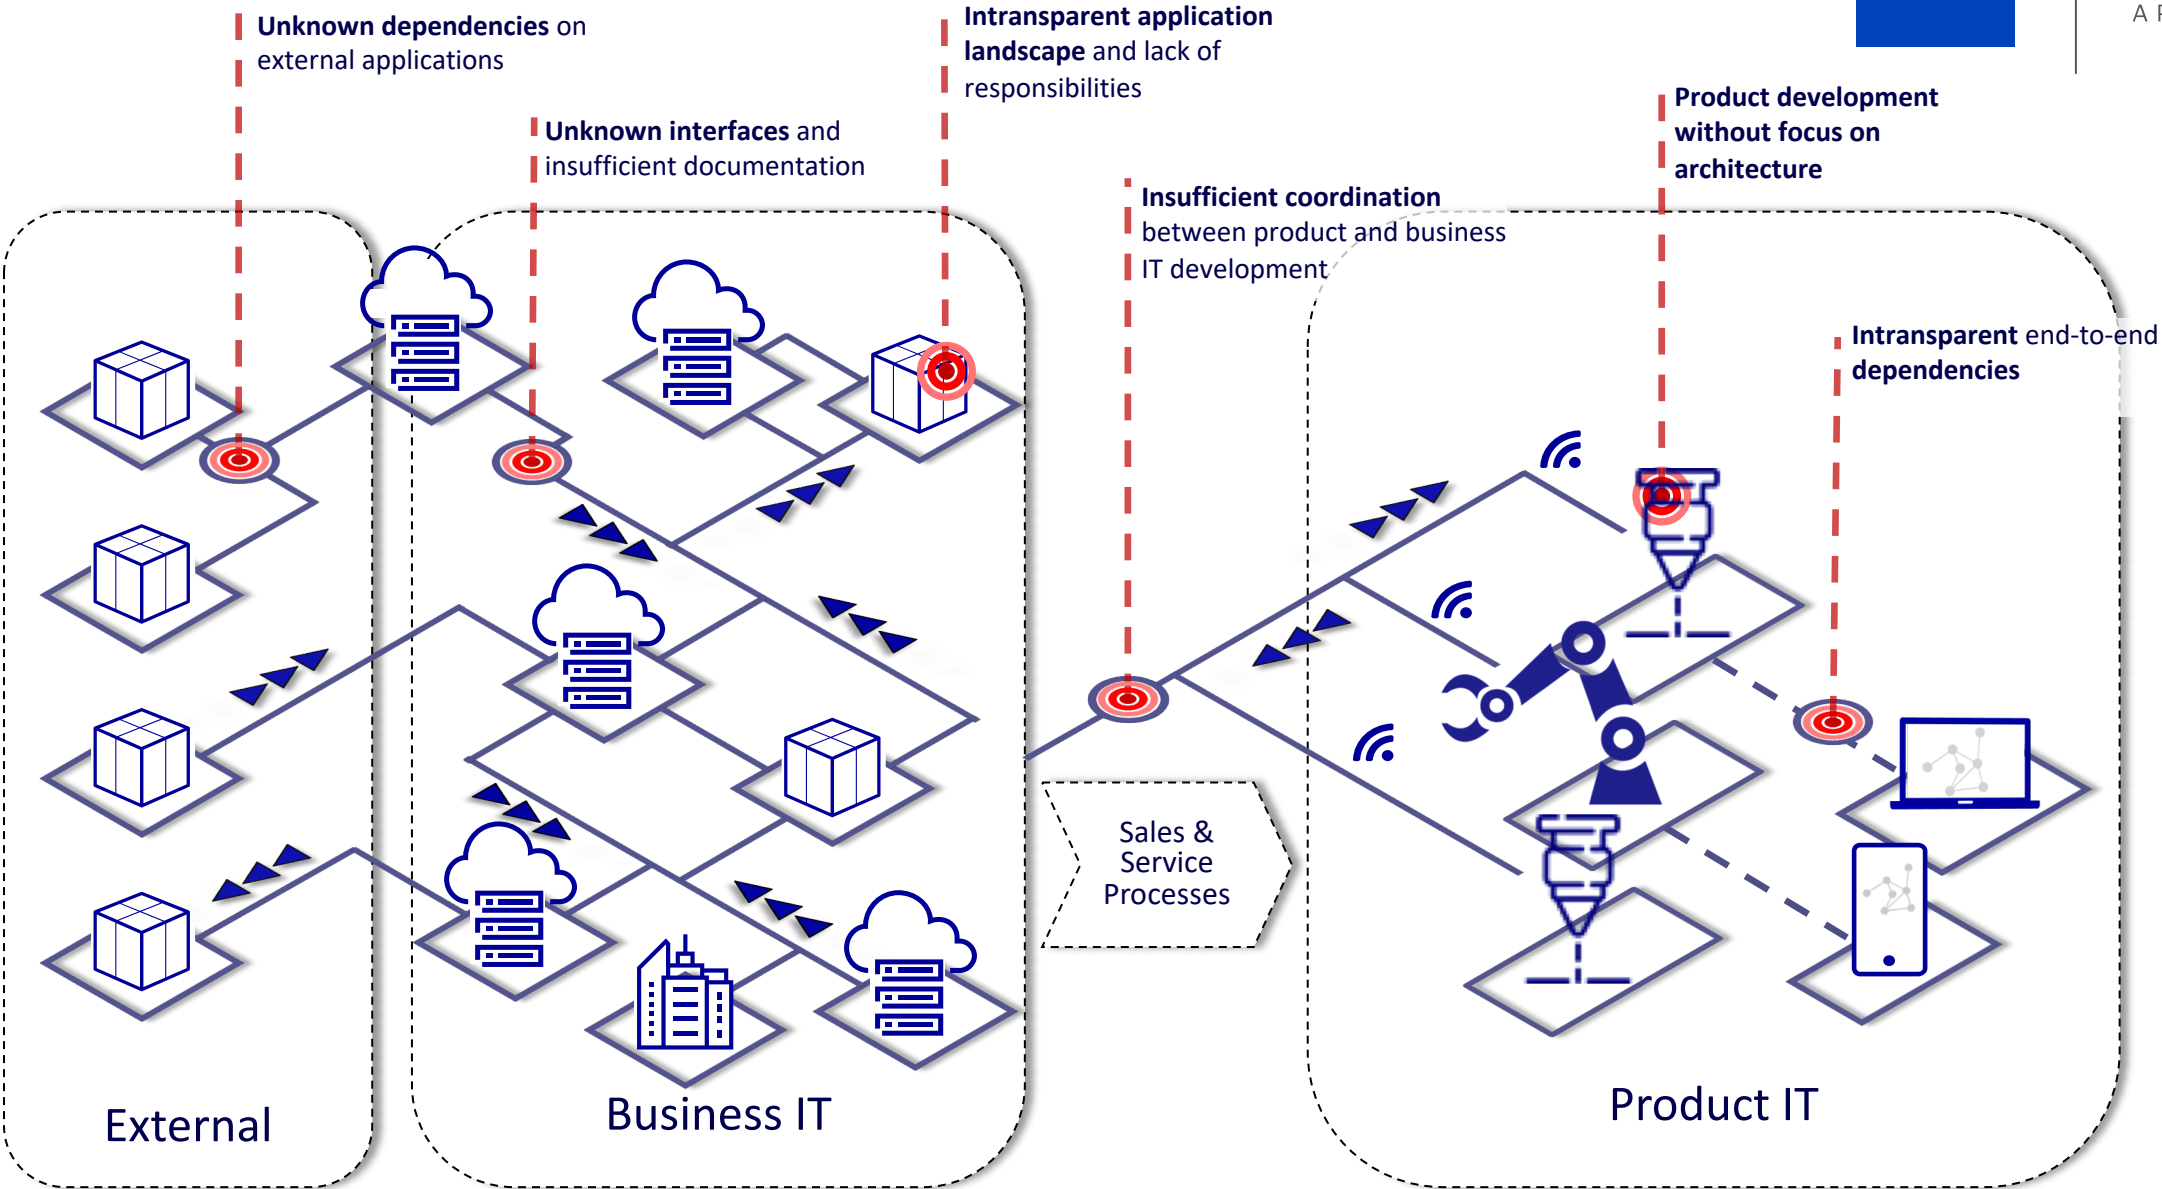 Unknown dependencies on
external applications
Intransparent application
landscape and lack of
responsibilities
A
Unknown interfaces and
insufficient documentation
Product development
without focus on
architecture
Insufficient coordination
between product and business
IT development
Intransparent end-to-end
dependencies
Sales &
Service
Processes
External
Business IT
Product IT